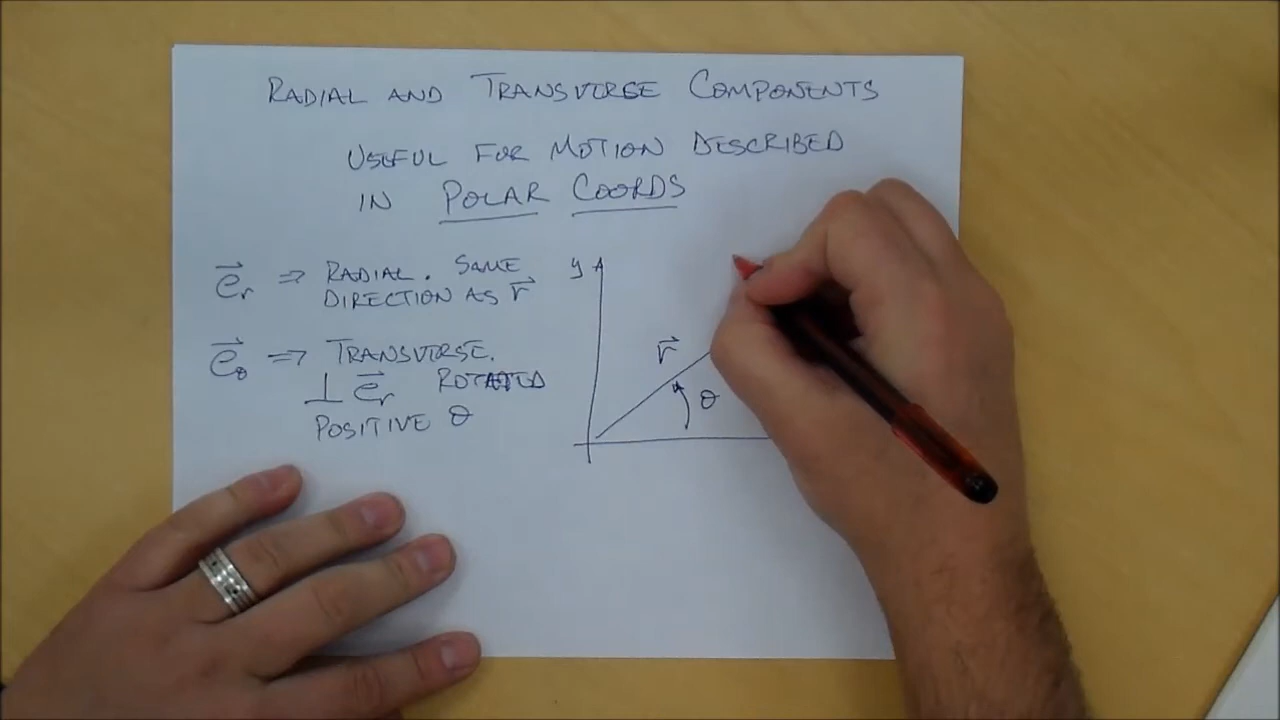 RADIAL AND TRANSVERSE COMPONENTS
USEFUL FOR MOTION DESCRIBED
IN POLAR COORDS
e⃗r ⇒ RADIAL. SAME
DIRECTION AS r⃗
e⃗θ ⇒ TRANSVERSE.
⊥ e⃗r ROTATED
POSITIVE θ
y
r⃗
θ